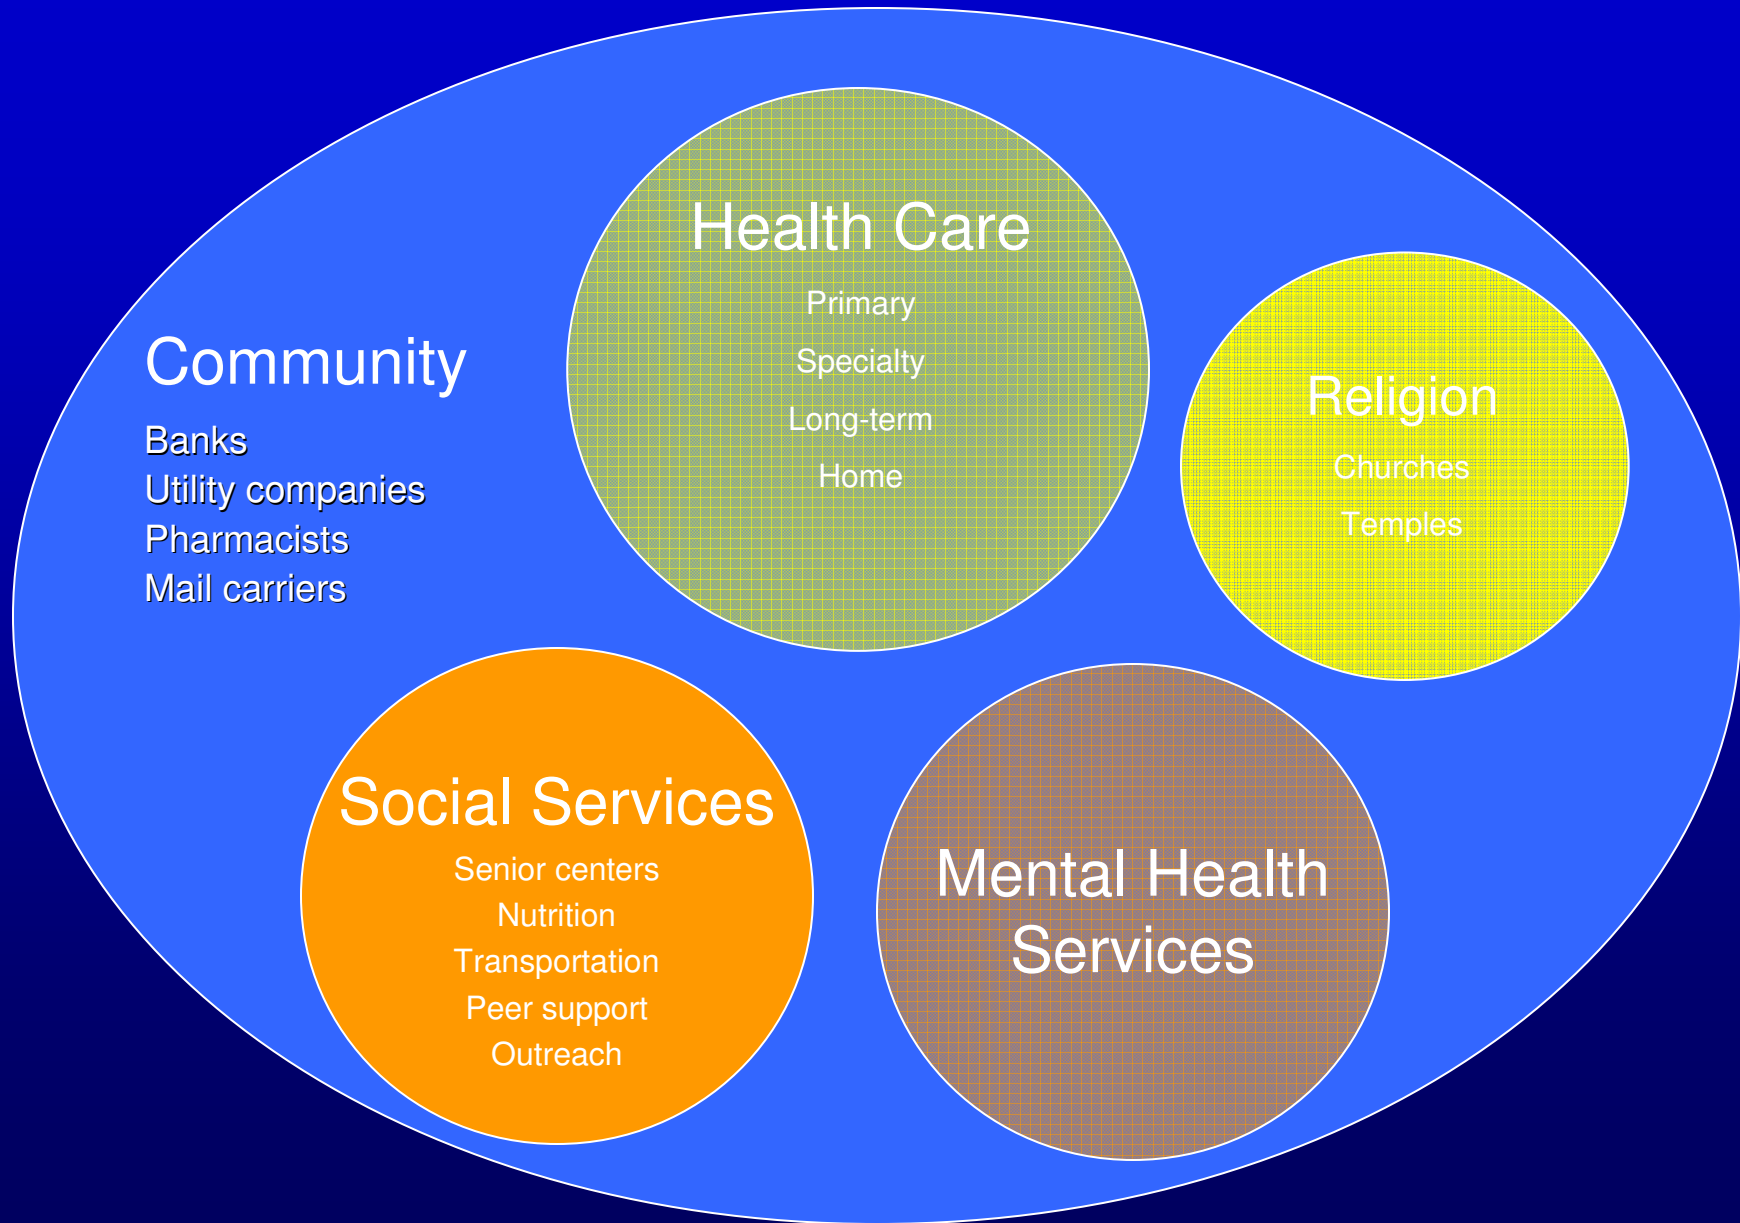 Community
Banks
Utility companies
Pharmacists
Mail carriers
Health Care
Primary
Specialty
Long-term
Home
Religion
Churches
Temples
Social Services
Senior centers
Nutrition
Transportation
Peer support
Outreach
Mental Health
Services